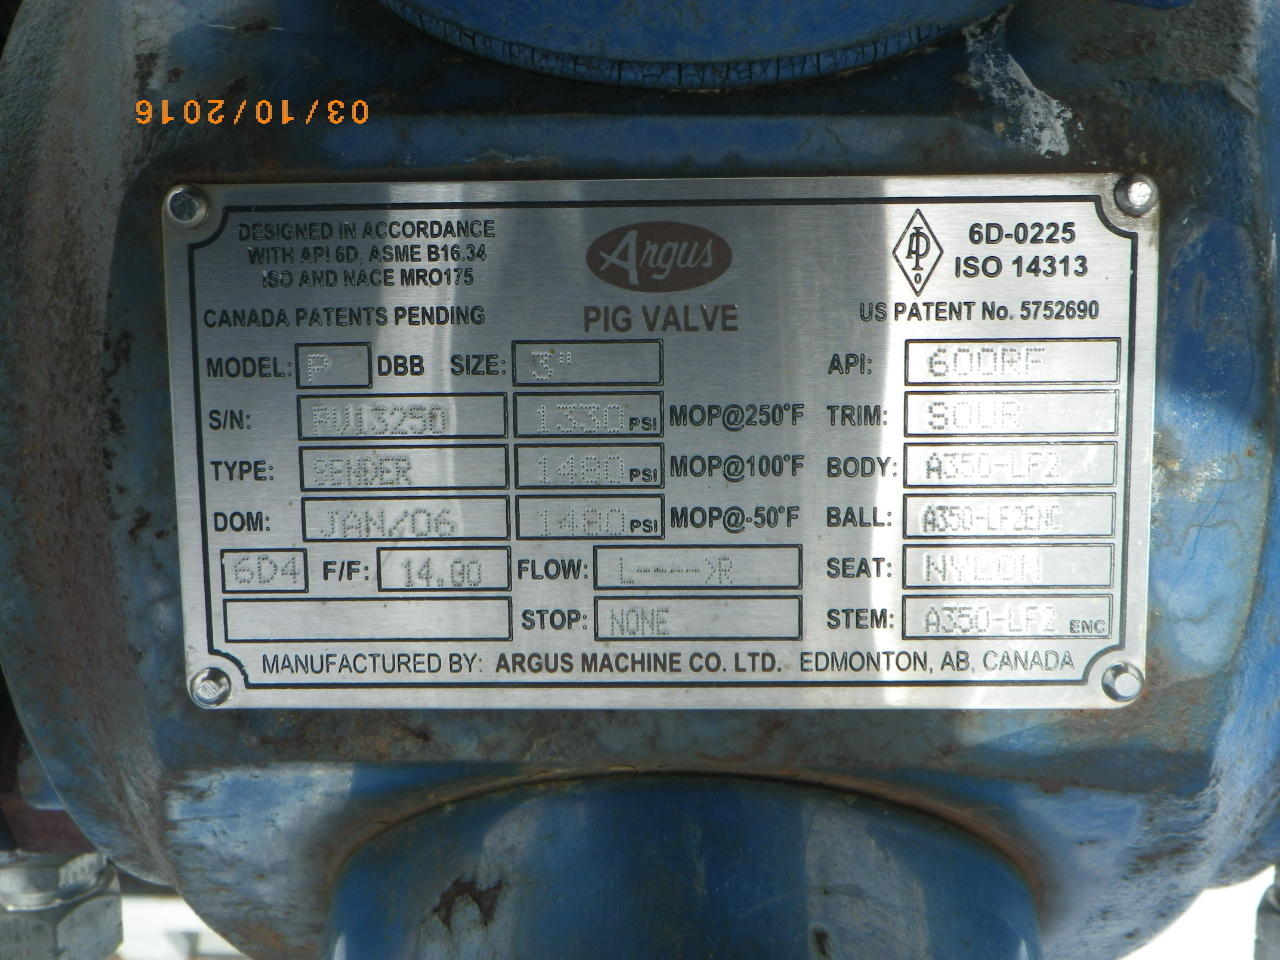 03/10/2016
DESIGNED IN ACCORDANCE
WITH API 6D, ASME B16.34
ISO AND NACE MRO175
CANADA PATENTS PENDING
Argus
PIG VALVE
API
6D-0225
ISO 14313
US PATENT No. 5752690
MODEL: P DBB SIZE: 3" API: 600RF
S/N: PV13250 1330 PSI MOP@250°F TRIM: SOUR
TYPE: SENDER 1480 PSI MOP@100°F BODY: A350-LF2
DOM: JAN/06 1480 PSI MOP@-50°F BALL: A350-LF2ENC
6D4 F/F: 14.00 FLOW: L---->R SEAT: NYLON
STOP: NONE STEM: A350-LF2 ENC
MANUFACTURED BY: ARGUS MACHINE CO. LTD. EDMONTON, AB, CANADA